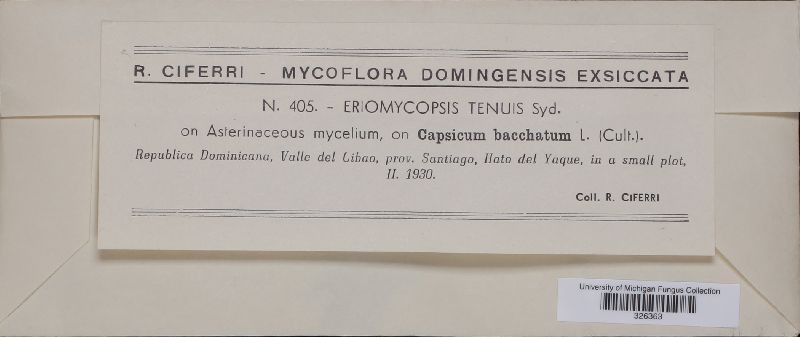 R. CIFERRI - MYCOFLORA DOMINGENSIS EXSICCATA
N. 405. - ERIOMYCOPSIS TENUIS Syd.
on Asterinaceous mycelium, on Capsicum bacchatum L. (Cult.).
Republica Dominicana, Valle del Cibao, prov. Santiago, Hato del Yaque, in a small plot,
II. 1930.
Coll. R. CIFERRI
University of Michigan Fungus Collection
326363